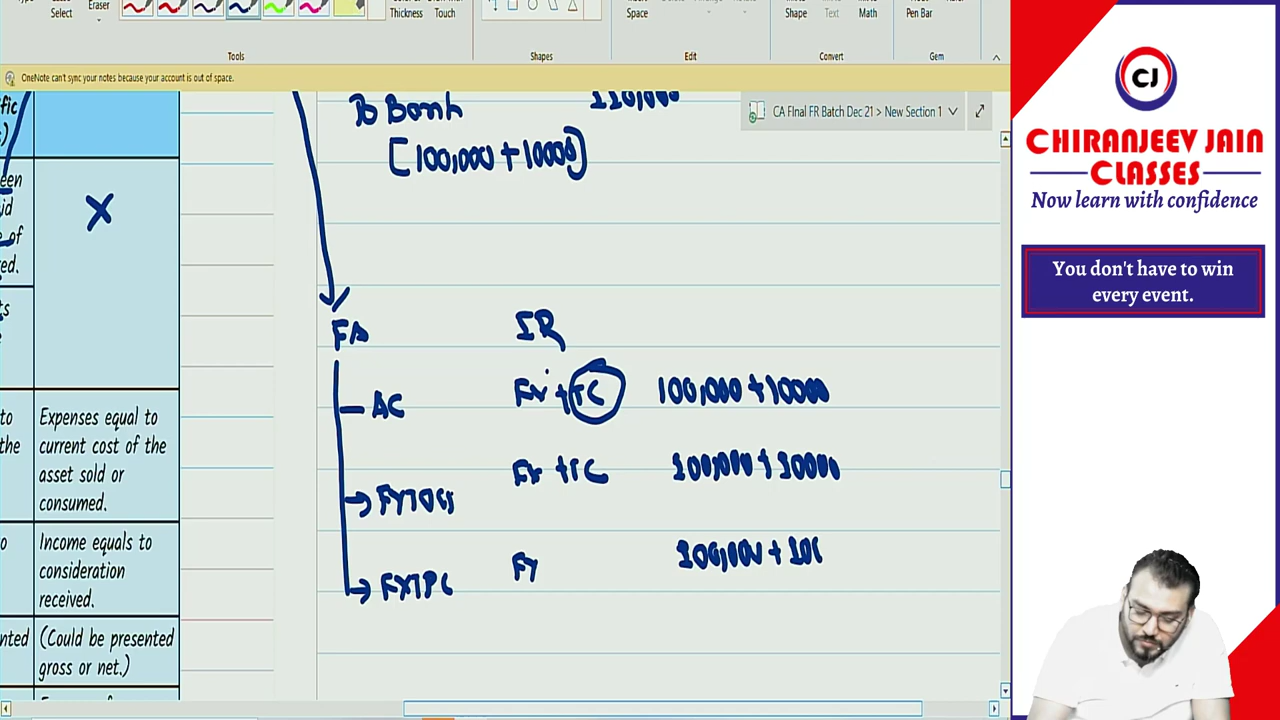 Type
Select
Eraser
Thickness
Touch
Space
Shape
Text
Math
Pen Bar
Tools
Shapes
Edit
Convert
Gem
OneNote can't sync your notes because your account is out of space.
CA FInal FR Batch Dec 21 > New Section 1
To Bank 110,000
[100,000 + 10000]
X
FA IR
AC FV + TC 100,000 + 10000
FVTOCI FV + TC 100,000 + 10000
FVTPL FV 100,000 + 100
Expenses equal to
current cost of the
asset sold or
consumed.
Income equals to
consideration
received.
(Could be presented
gross or net.)
CJ
CHIRANJEEV JAIN
CLASSES
Now learn with confidence
You don't have to win
every event.